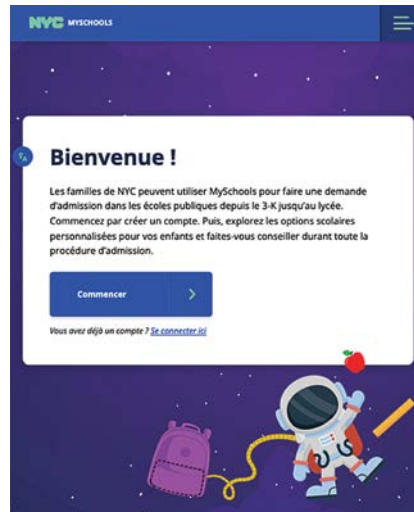 NYC MYSCHOOLS
Bienvenue !
Les familles de NYC peuvent utiliser MySchools pour faire une demande
d'admission dans les écoles publiques depuis le 3-K jusqu'au lycée.
Commencez par créer un compte. Puis, explorez les options scolaires
personnalisées pour vos enfants et faites-vous conseiller durant toute la
procédure d'admission.
Commencer
Vous avez déjà un compte ? Se connecter ici